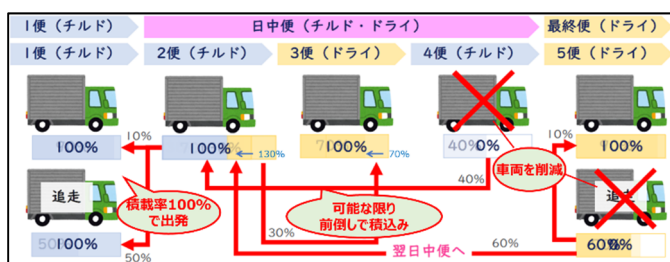 1便（チルド） 日中便（チルド・ドライ） 最終便（ドライ）
1便（チルド） 2便（チルド） 3便（ドライ） 4便（チルド） 5便（ドライ）
100% 10% 100% 130% 100% 70% 40% 0% 10% 100%
40%
車両を削減
追走 積載率100%
で出発
可能な限り
前倒しで積込み
追走
100% 50% 30% 翌日中便へ 60% 60%